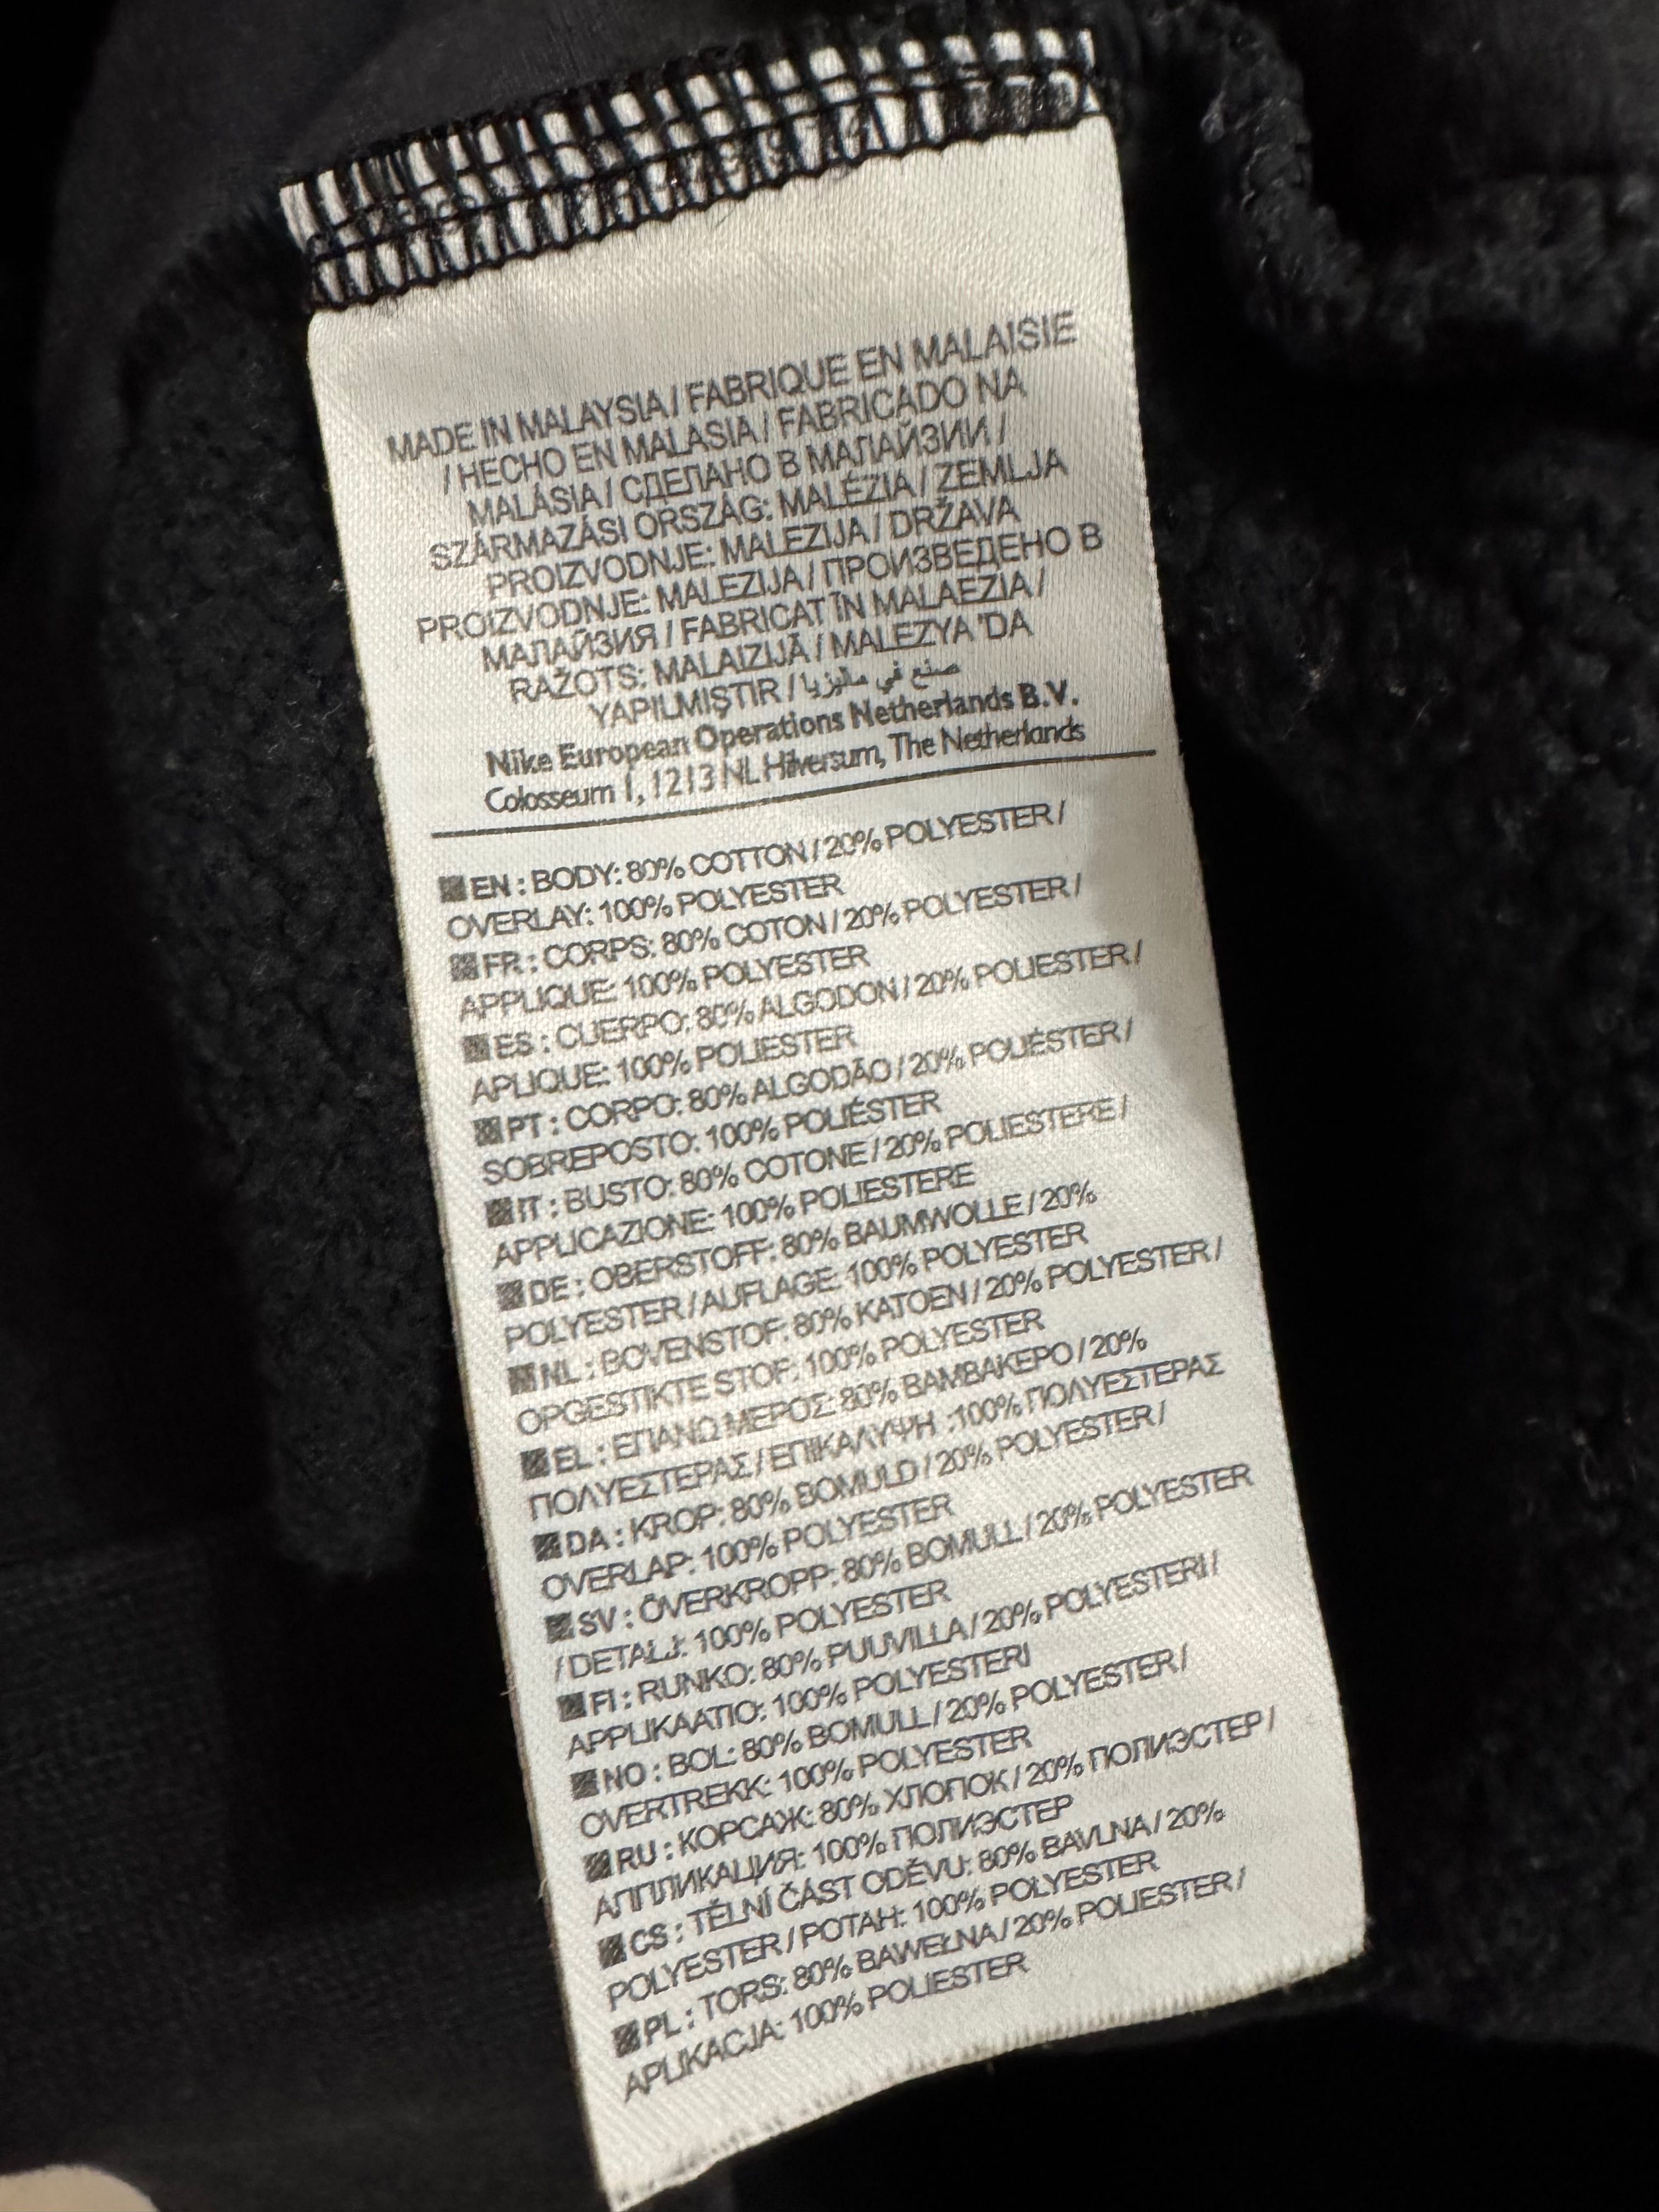 MADE IN MALAYSIA / FABRIQUE EN MALAISIE
/ HECHO EN MALASIA / FABRICADO NA
MALÁSIA / СДЕЛАНО В МАЛАЙЗИИ /
SZÁRMAZÁSI ORSZÁG: MALÉZIA / ZEMLJA
PROIZVODNJE: MALEZIJA / DRŽAVA
PROIZVODNJE: MALEZIJA / ПРОИЗВЕДЕНО В
МАЛАЙЗИЯ / FABRICAT ÎN MALAEZIA /
RAŽOTS: MALAIZIJĀ / MALEZYA 'DA
YAPILMIŞTIR / صنع في ماليزيا
Nike European Operations Netherlands B.V.
Colosseum 1, 1213 NL Hilversum, The Netherlands
EN : BODY: 80% COTTON / 20% POLYESTER /
OVERLAY: 100% POLYESTER
FR : CORPS: 80% COTON / 20% POLYESTER /
APPLIQUE: 100% POLYESTER
ES : CUERPO: 80% ALGODON / 20% POLIESTER /
APLIQUE: 100% POLIESTER
PT : CORPO: 80% ALGODÃO / 20% POLIÉSTER /
SOBREPOSTO: 100% POLIÉSTER
IT : BUSTO: 80% COTONE / 20% POLIESTERE /
APPLICAZIONE: 100% POLIESTERE
DE : OBERSTOFF: 80% BAUMWOLLE / 20%
POLYESTER / AUFLAGE: 100% POLYESTER
NL : BOVENSTOF: 80% KATOEN / 20% POLYESTER /
OPGESTIKTE STOF: 100% POLYESTER
EL : ΕΠΑΝΩ ΜΕΡΟΣ: 80% ΒΑΜΒΑΚΕΡΟ / 20%
ΠΟΛΥΕΣΤΕΡΑΣ / ΕΠΙΚΑΛΥΨΗ :100% ΠΟΛΥΕΣΤΕΡΑΣ
DA : KROP: 80% BOMULD / 20% POLYESTER /
OVERLAP: 100% POLYESTER
SV : ÖVERKROPP: 80% BOMULL / 20% POLYESTER
/ DETALJ: 100% POLYESTER
FI : RUNKO: 80% PUUVILLA / 20% POLYESTERI /
APPLIKAATIO: 100% POLYESTERI
NO : BOL: 80% BOMULL / 20% POLYESTER /
OVERTREKK: 100% POLYESTER
RU : КОРСАЖ: 80% ХЛОПОК / 20% ПОЛИЭСТЕР /
АППЛИКАЦИЯ: 100% ПОЛИЭСТЕР
CS : TĚLNÍ ČÁST ODĚVU: 80% BAVLNA / 20%
POLYESTER / POTAH: 100% POLYESTER
PL : TORS: 80% BAWEŁNA / 20% POLIESTER /
APLIKACJA: 100% POLIESTER